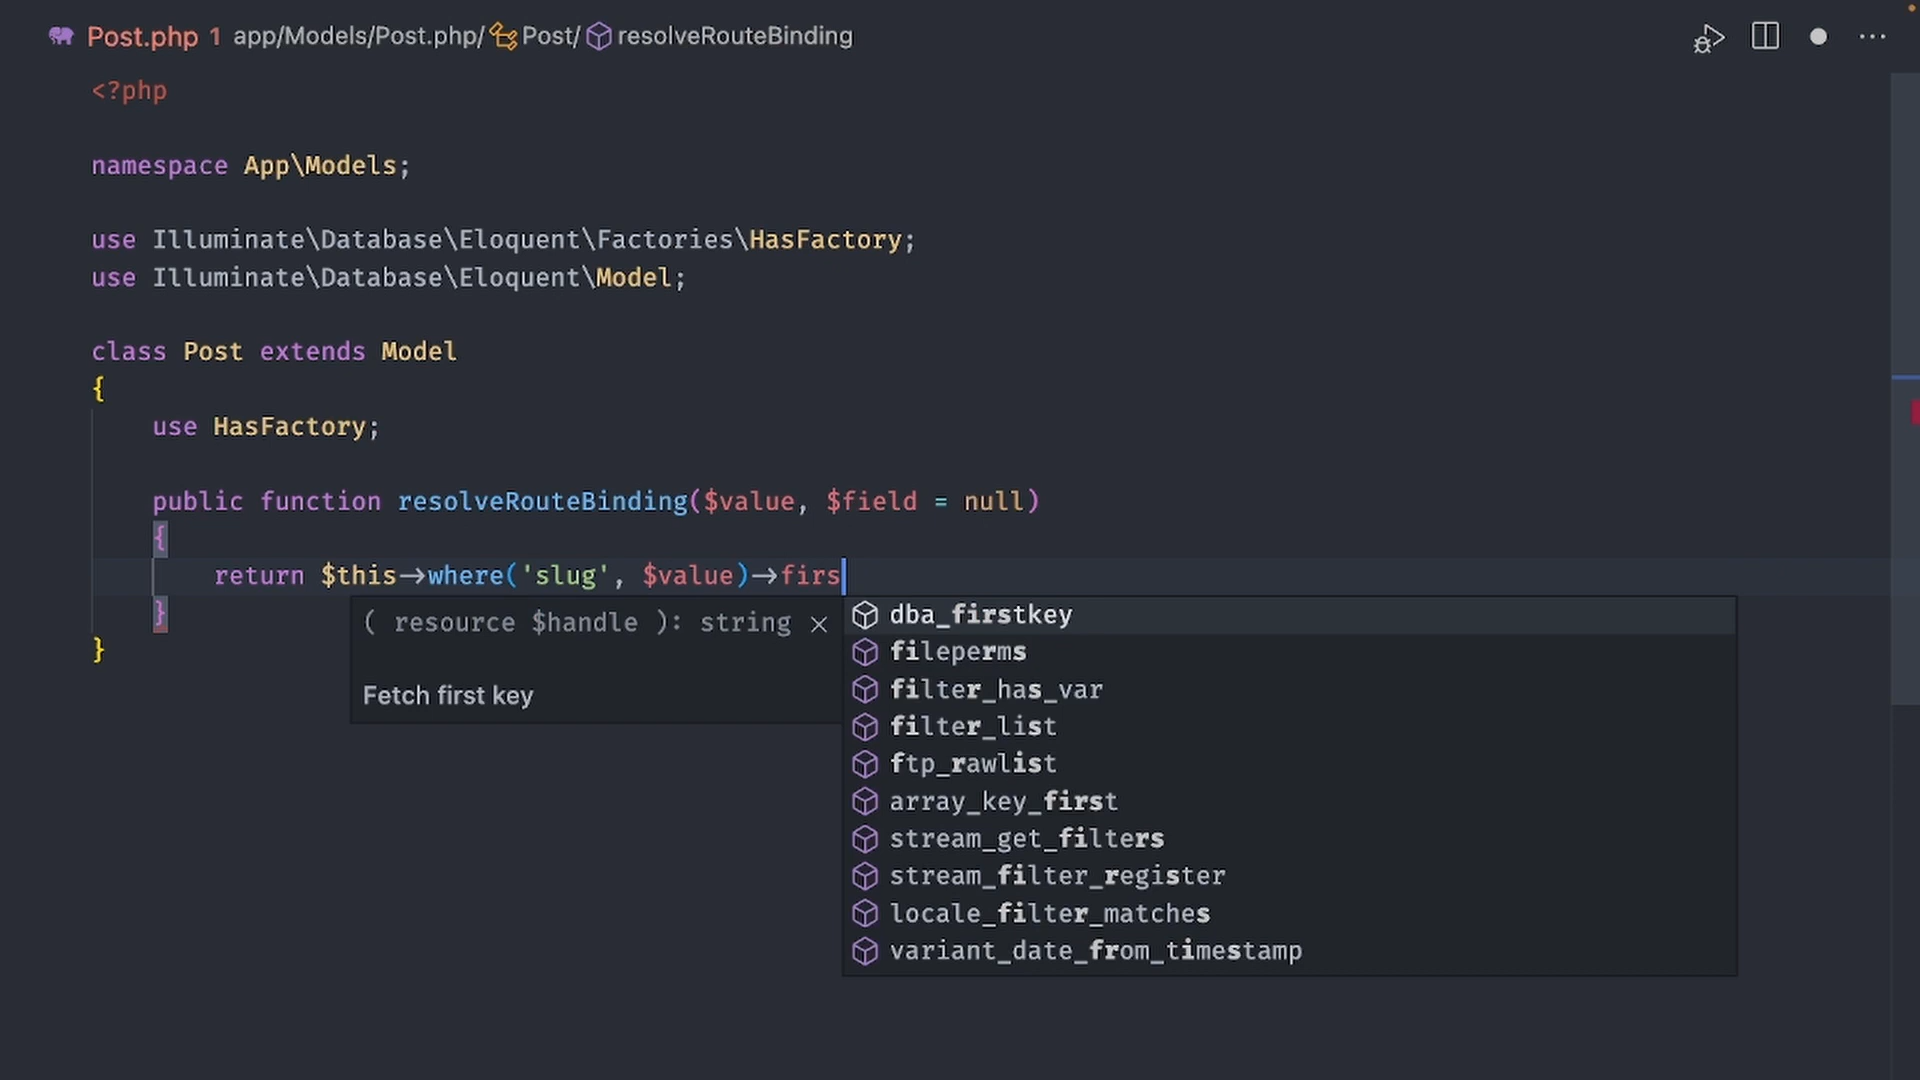 Post.php 1 app/Models/Post.php/ Post/ resolveRouteBinding
<?php
namespace App\Models;
use Illuminate\Database\Eloquent\Factories\HasFactory;
use Illuminate\Database\Eloquent\Model;
class Post extends Model
{
use HasFactory;
public function resolveRouteBinding($value, $field = null)
{
return $this->where('slug', $value)->firs
}
}
( resource $handle ): string ×
Fetch first key
dba_firstkey
fileperms
filter_has_var
filter_list
ftp_rawlist
array_key_first
stream_get_filters
stream_filter_register
locale_filter_matches
variant_date_from_timestamp